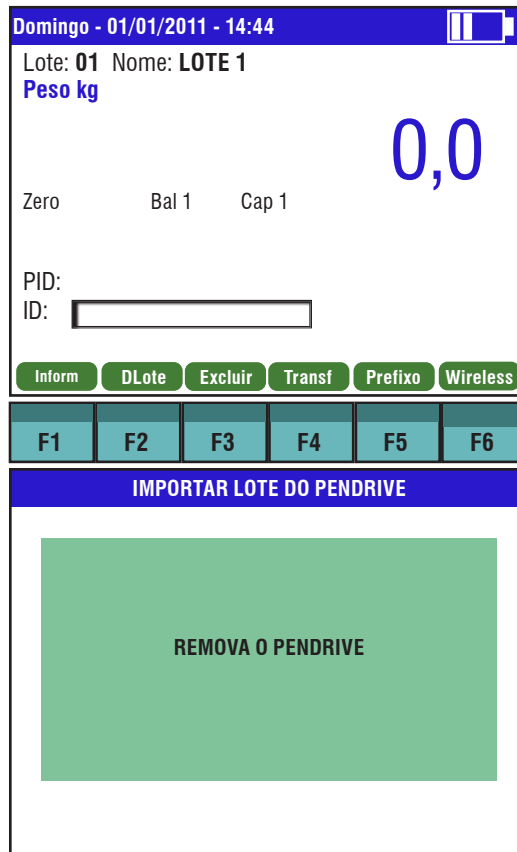 Domingo - 01/01/2011 - 14:44
Lote: 01 Nome: LOTE 1
Peso kg
0,0
Zero Bal 1 Cap 1
PID:
ID:
Inform DLote Excluir Transf Prefixo Wireless
F1 F2 F3 F4 F5 F6
IMPORTAR LOTE DO PENDRIVE
REMOVA O PENDRIVE